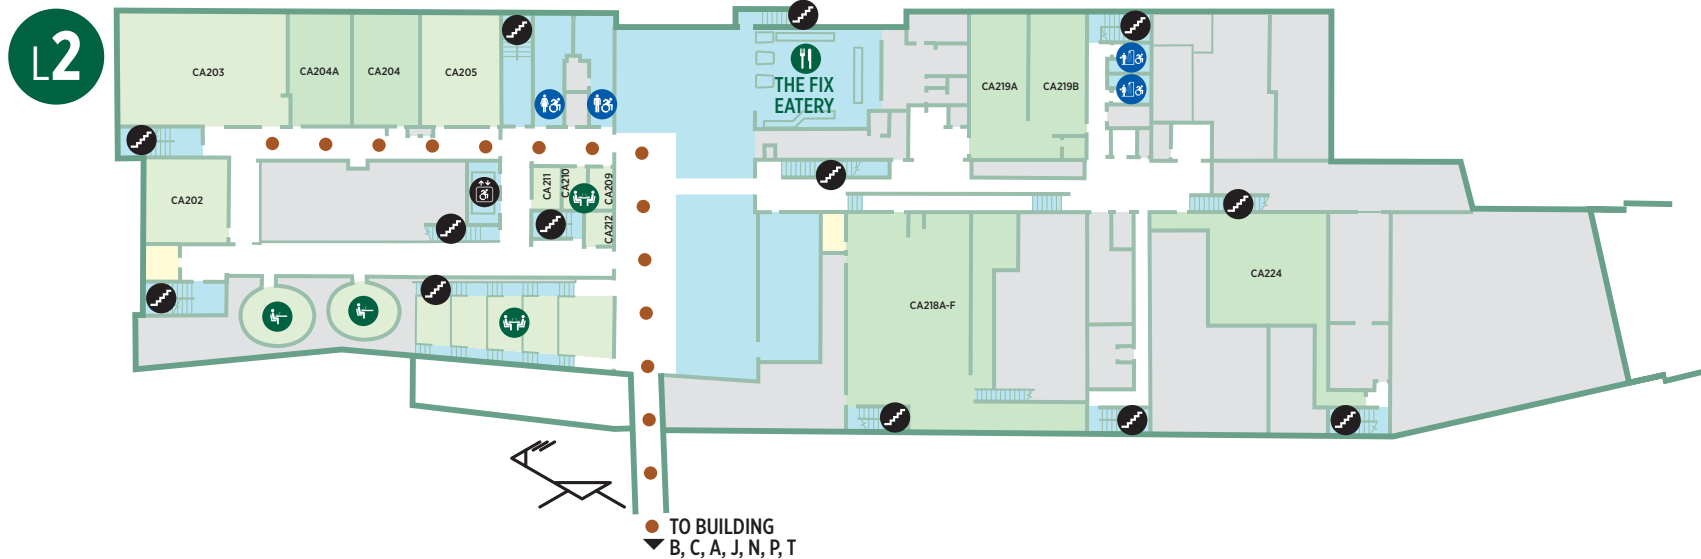 L2
CA203
CA204A
CA204
CA205
THE FIX
EATERY
CA219A
CA219B
CA202
CA211
CA210
CA209
CA212
CA218A-F
CA224
TO BUILDING
B, C, A, J, N, P, T